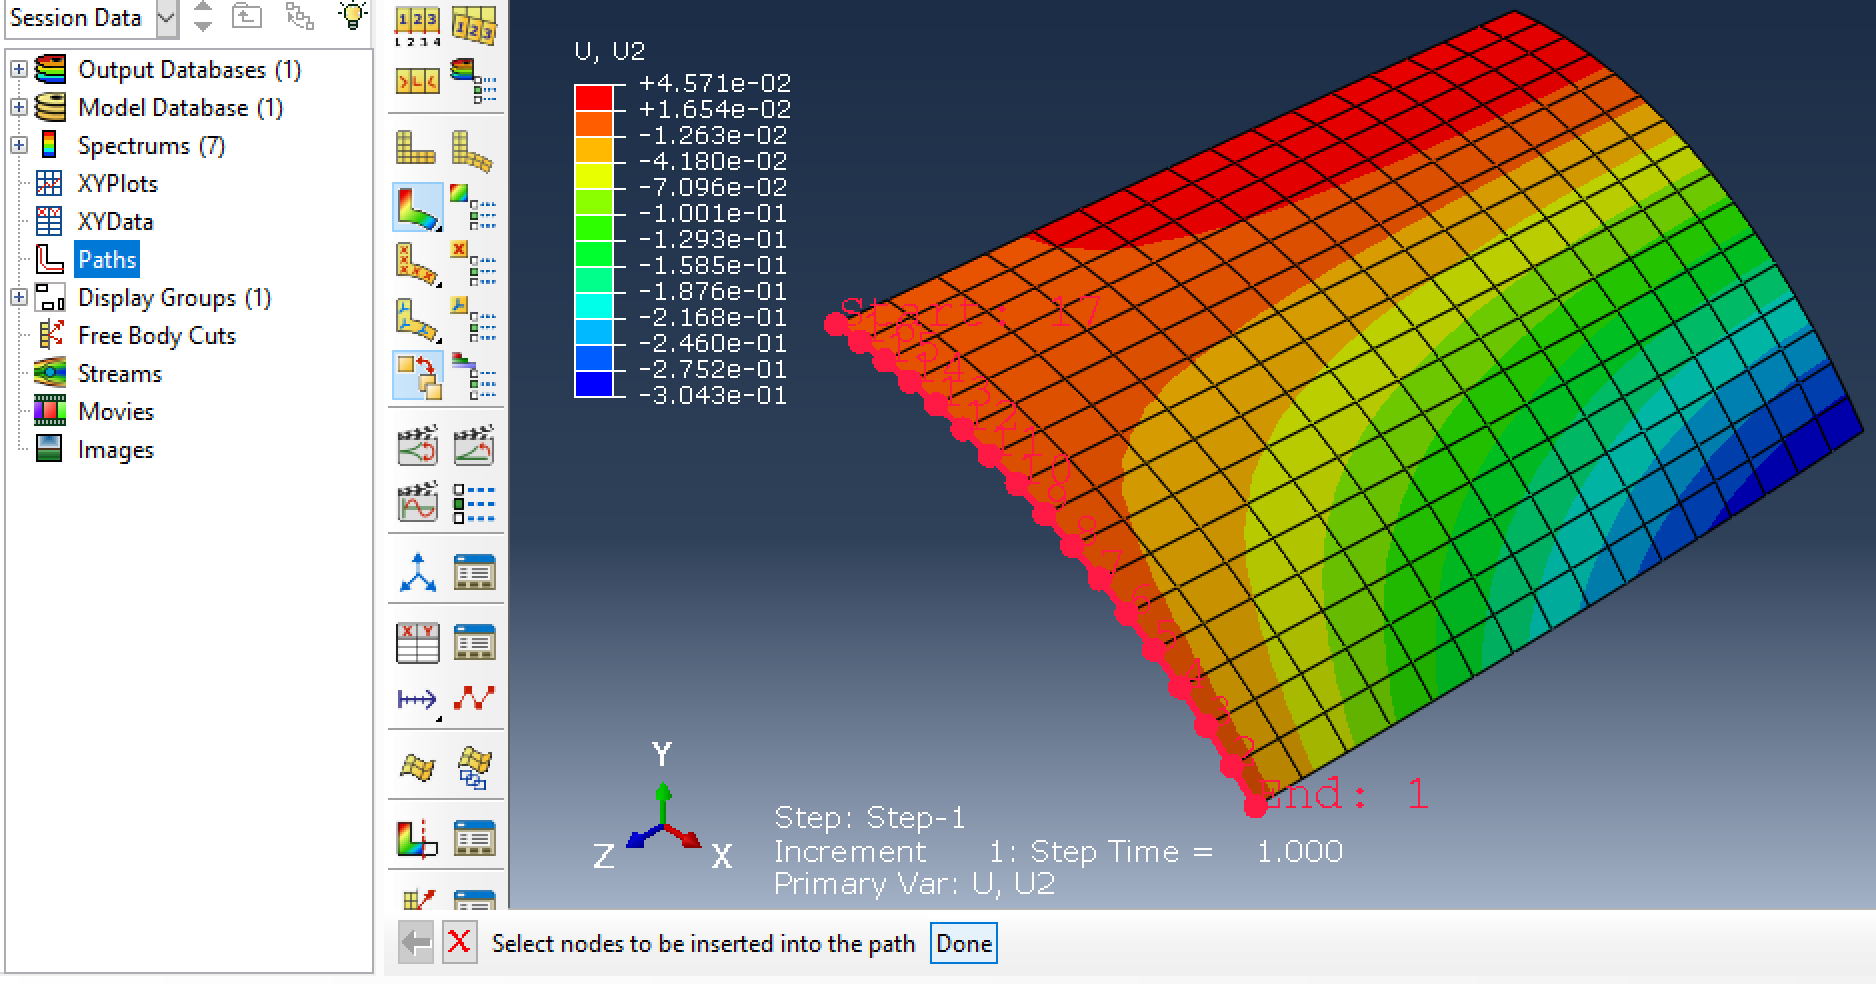 Session Data
Output Databases (1)
Model Database (1)
Spectrums (7)
XYPlots
XYData
Paths
Display Groups (1)
Free Body Cuts
Streams
Movies
Images
U, U2
+4.571e-02
+1.654e-02
-1.263e-02
-4.180e-02
-7.096e-02
-1.001e-01
-1.293e-01
-1.585e-01
-1.876e-01
-2.168e-01
-2.460e-01
-2.752e-01
-3.043e-01
Start: 17
End: 1
Y
Z
X
Step: Step-1
Increment 1: Step Time = 1.000
Primary Var: U, U2
Select nodes to be inserted into the path
Done